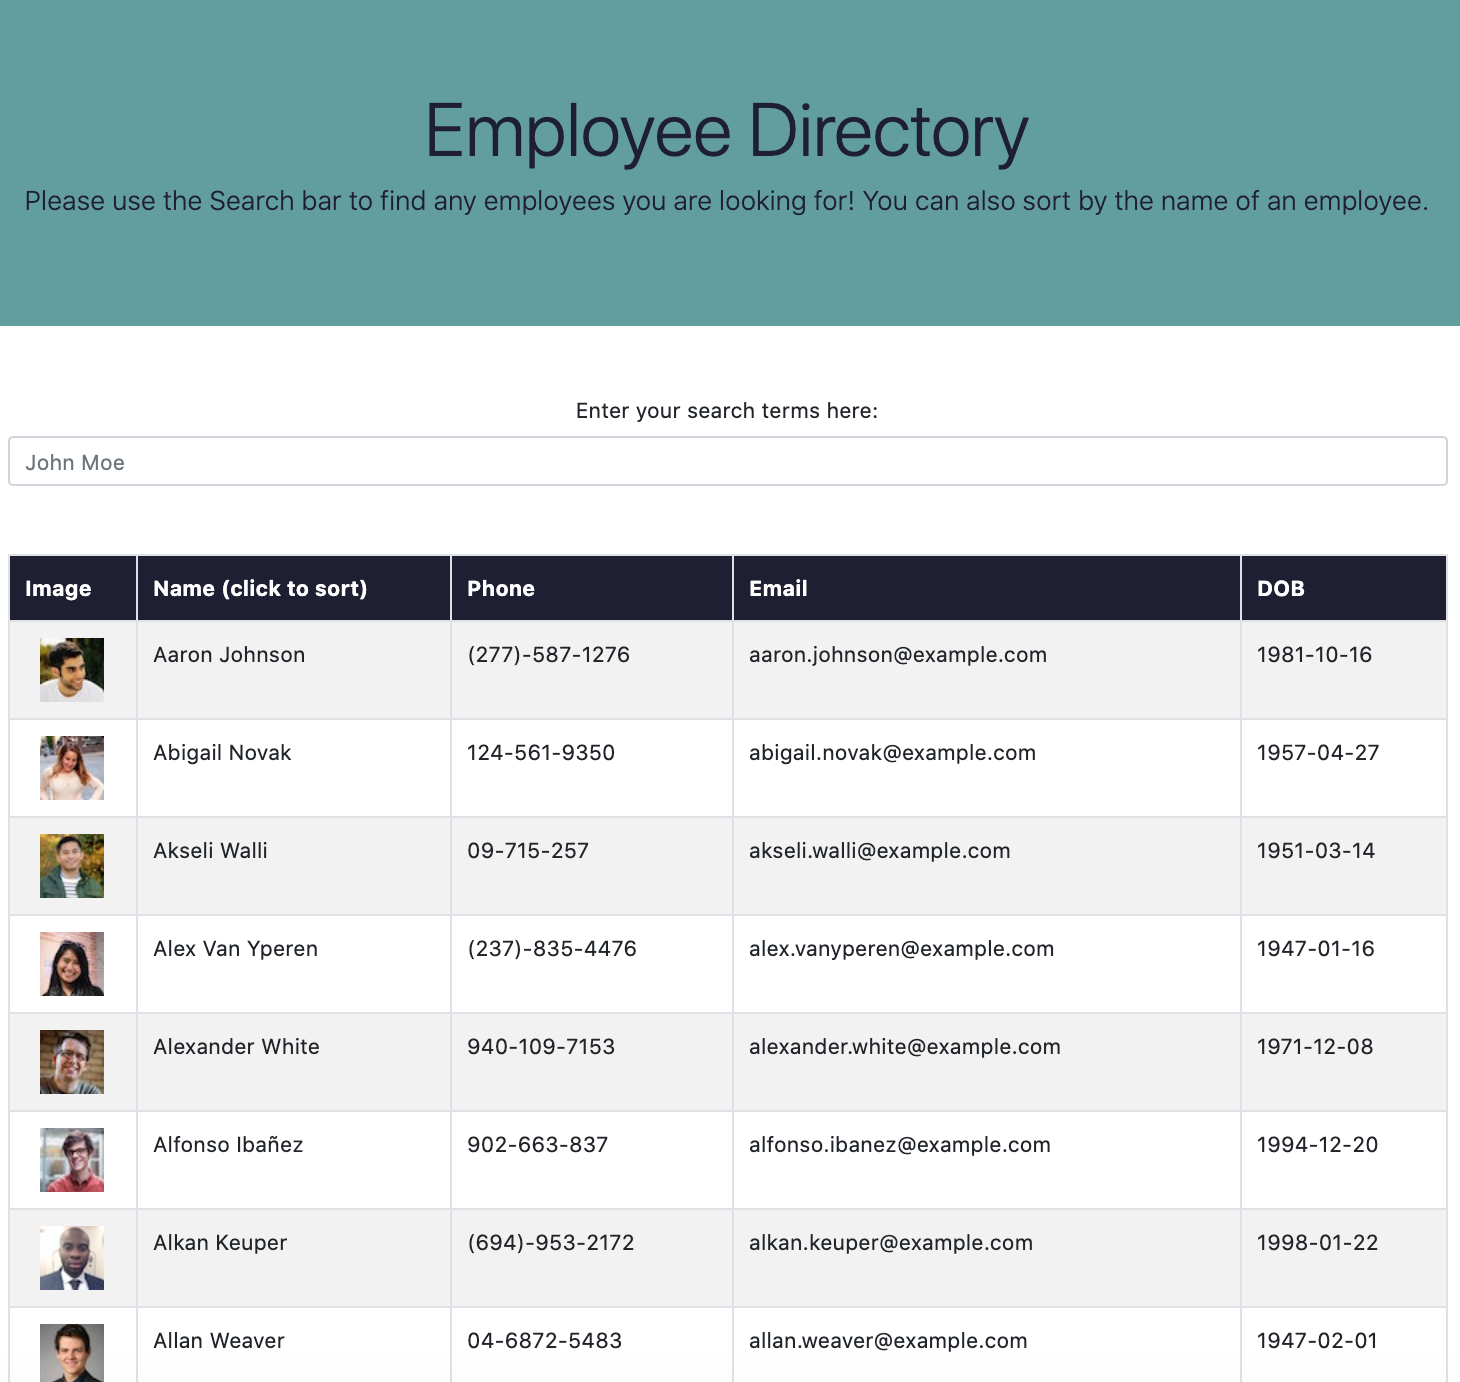 Employee Directory
Please use the Search bar to find any employees you are looking for! You can also sort by the name of an employee.
Enter your search terms here:
John Moe
Image Name (click to sort) Phone Email DOB
Aaron Johnson (277)-587-1276 aaron.johnson@example.com 1981-10-16
Abigail Novak 124-561-9350 abigail.novak@example.com 1957-04-27
Akseli Walli 09-715-257 akseli.walli@example.com 1951-03-14
Alex Van Yperen (237)-835-4476 alex.vanyperen@example.com 1947-01-16
Alexander White 940-109-7153 alexander.white@example.com 1971-12-08
Alfonso Ibañez 902-663-837 alfonso.ibanez@example.com 1994-12-20
Alkan Keuper (694)-953-2172 alkan.keuper@example.com 1998-01-22
Allan Weaver 04-6872-5483 allan.weaver@example.com 1947-02-01